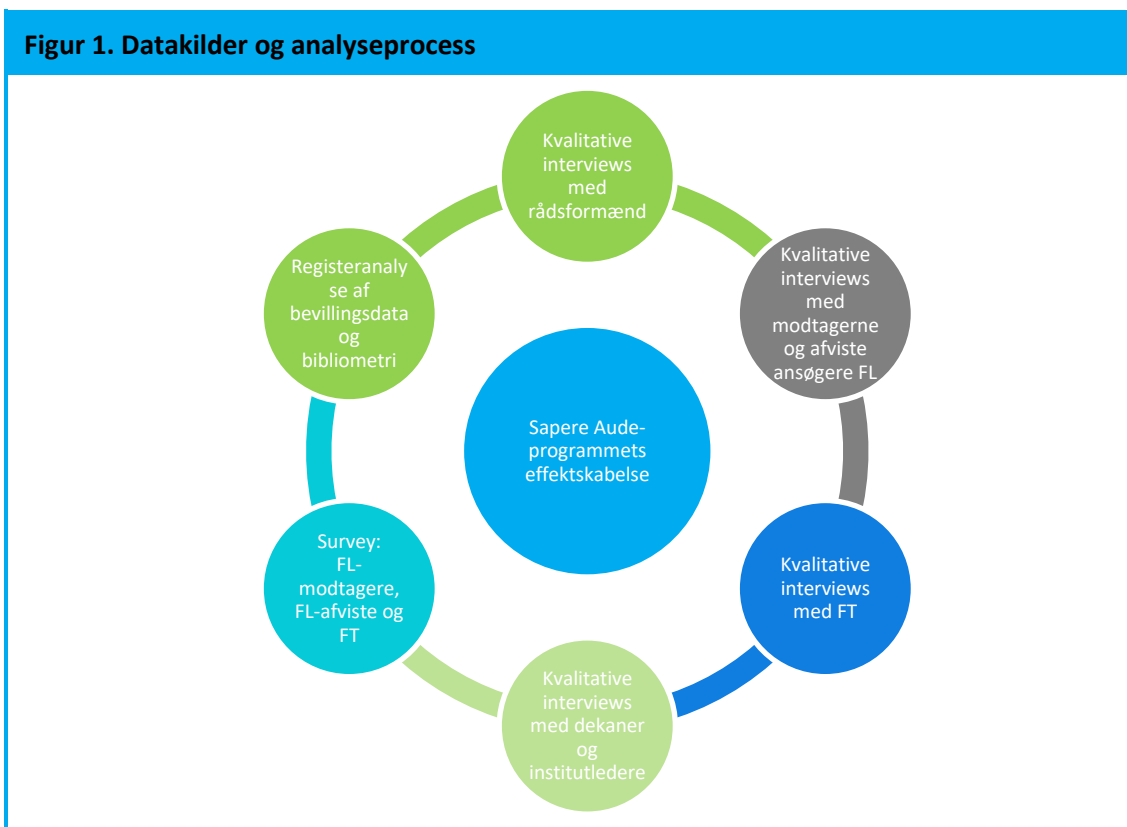 Figur 1. Datakilder og analyseprocess
Kvalitative
interviews
med
rådsformænd
Kvalitative
interviews
med
modtagerne
og afviste
ansøgere FL
Kvalitative
interviews
med FT
Kvalitative
interviews
med dekaner
og
institutledere
Survey:
FL-
modtagere,
FL-afviste og
FT
Registeranaly
se af
bevillingsdata
og
bibliometri
Sapere Aude-
programmets
effektskabelse